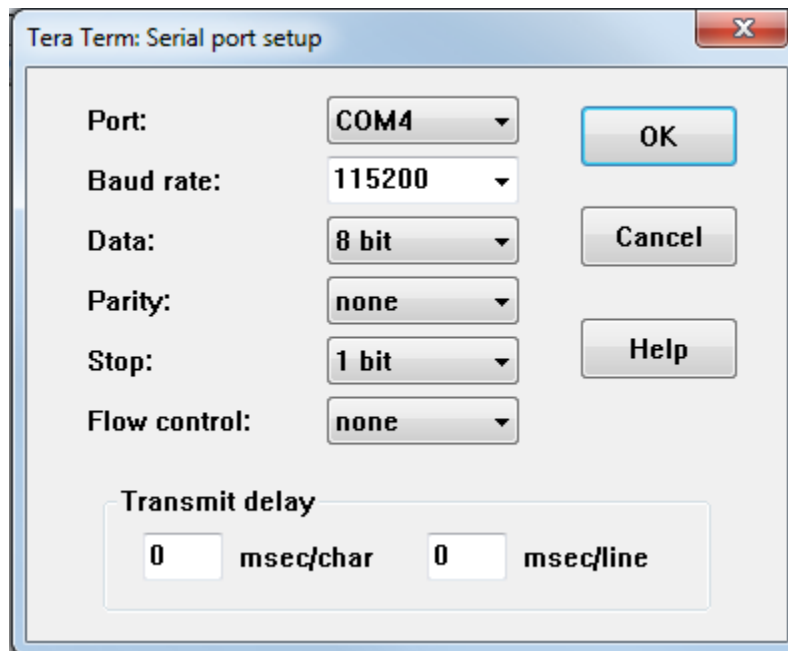 Tera Term: Serial port setup
Port: COM4 OK
Baud rate: 115200
Data: 8 bit Cancel
Parity: none
Stop: 1 bit Help
Flow control: none
Transmit delay
0 msec/char 0 msec/line